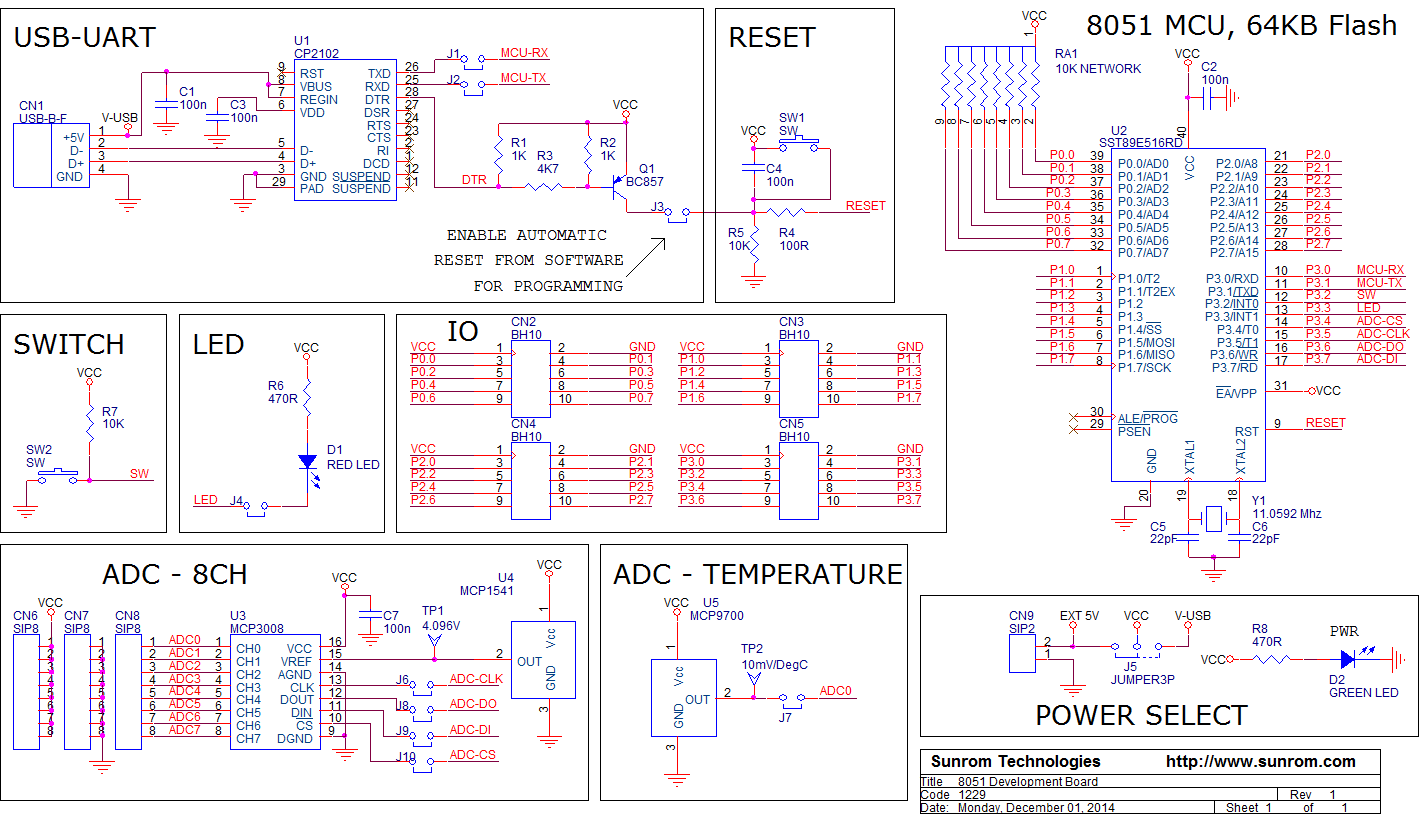 USB-UART
U1
CP2102
CN1
USB-B-F
V-USB
+5V 1
D- 2
D+ 3
GND 4
C1
100n
C3
100n
9 RST
8 VBUS
7 REGIN
6 VDD
5 D-
4 D+
3 GND
29 PAD
TXD 26
RXD 25
DTR 28
DSR 27
RTS 24
CTS 23
RI 2
DCD 1
SUSPEND 12
SUSPEND 11
J1 MCU-RX
J2 MCU-TX
DTR
R1
1K
R3
4K7
R2
1K
VCC
Q1
BC857
J3
ENABLE AUTOMATIC
RESET FROM SOFTWARE
FOR PROGRAMMING
RESET
VCC
SW1
SW
C4
100n
R5
10K
R4
100R
RESET
8051 MCU, 64KB Flash
VCC
1
RA1
10K NETWORK
9 8 7 6 5 4 3 2
VCC
C2
100n
40
U2
SST89E516RD
VCC
P0.0 39 P0.0/AD0
P0.1 38 P0.1/AD1
P0.2 37 P0.2/AD2
P0.3 36 P0.3/AD3
P0.4 35 P0.4/AD4
P0.5 34 P0.5/AD5
P0.6 33 P0.6/AD6
P0.7 32 P0.7/AD7
P1.0 1 P1.0/T2
P1.1 2 P1.1/T2EX
P1.2 3 P1.2
P1.3 4 P1.3
P1.4 5 P1.4/SS
P1.5 6 P1.5/MOSI
P1.6 7 P1.6/MISO
P1.7 8 P1.7/SCK
30 ALE/PROG
29 PSEN
P2.0/A8 21 P2.0
P2.1/A9 22 P2.1
P2.2/A10 23 P2.2
P2.3/A11 24 P2.3
P2.4/A12 25 P2.4
P2.5/A13 26 P2.5
P2.6/A14 27 P2.6
P2.7/A15 28 P2.7
P3.0/RXD 10 P3.0 MCU-RX
P3.1/TXD 11 P3.1 MCU-TX
P3.2/INT0 12 P3.2 SW
P3.3/INT1 13 P3.3 LED
P3.4/T0 14 P3.4 ADC-CS
P3.5/T1 15 P3.5 ADC-CLK
P3.6/WR 16 P3.6 ADC-DO
P3.7/RD 17 P3.7 ADC-DI
EA/VPP 31 VCC
RST 9 RESET
GND XTAL1 XTAL2
20 19 18
Y1
11.0592 Mhz
C5
22pF
C6
22pF
SWITCH
VCC
R7
10K
SW2
SW
SW
LED
VCC
R6
470R
D1
RED LED
LED J4
IO
CN2
BH10
VCC 1 2 GND
P0.0 3 4 P0.1
P0.2 5 6 P0.3
P0.4 7 8 P0.5
P0.6 9 10 P0.7
CN3
BH10
VCC 1 2 GND
P1.0 3 4 P1.1
P1.2 5 6 P1.3
P1.4 7 8 P1.5
P1.6 9 10 P1.7
CN4
BH10
VCC 1 2 GND
P2.0 3 4 P2.1
P2.2 5 6 P2.3
P2.4 7 8 P2.5
P2.6 9 10 P2.7
CN5
BH10
VCC 1 2 GND
P3.0 3 4 P3.1
P3.2 5 6 P3.3
P3.4 7 8 P3.5
P3.6 9 10 P3.7
ADC - 8CH
VCC
CN6
SIP8
1
2
3
4
5
6
7
8
CN7
SIP8
1
2
3
4
5
6
7
8
CN8
SIP8
U3
MCP3008
1 ADC0 1 CH0
2 ADC1 2 CH1
3 ADC2 3 CH2
4 ADC3 4 CH3
5 ADC4 5 CH4
6 ADC5 6 CH5
7 ADC6 7 CH6
8 ADC7 8 CH7
VCC 16
VREF 15
AGND 14
CLK 13
DOUT 12
DIN 11
CS 10
DGND 9
VCC
C7
100n
TP1
4.096V
J6 ADC-CLK
J8 ADC-DO
J9 ADC-DI
J10 ADC-CS
VCC
U4
MCP1541
1
Vcc
2 OUT
GND
3
ADC - TEMPERATURE
VCC
U5
MCP9700
1
Vcc
OUT 2
GND
3
TP2
10mV/DegC
J7
ADC0
CN9
SIP2
2
1
EXT 5V
VCC
V-USB
J5
JUMPER3P
VCC
R8
470R
PWR
D2
GREEN LED
POWER SELECT
Sunrom Technologies http://www.sunrom.com
Title 8051 Development Board
Code 1229 Rev 1
Date: Monday, December 01, 2014 Sheet 1 of 1